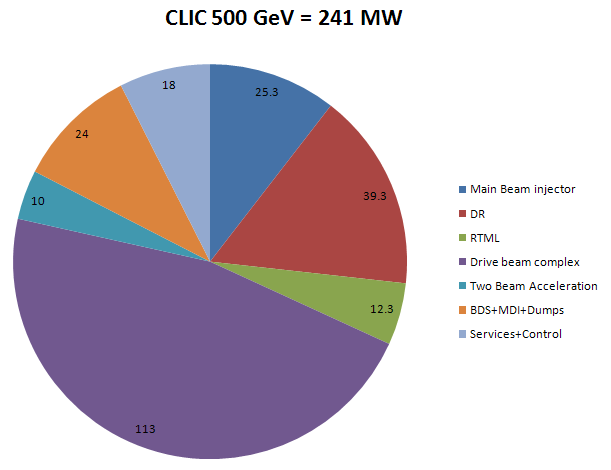 CLIC 500 GeV = 241 MW
18
25.3
24
39.3
10
12.3
113
Main Beam injector
DR
RTML
Drive beam complex
Two Beam Acceleration
BDS+MDI+Dumps
Services+Control